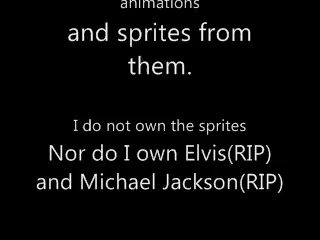 animations
and sprites from
them.
I do not own the sprites
Nor do I own Elvis(RIP)
and Michael Jackson(RIP)